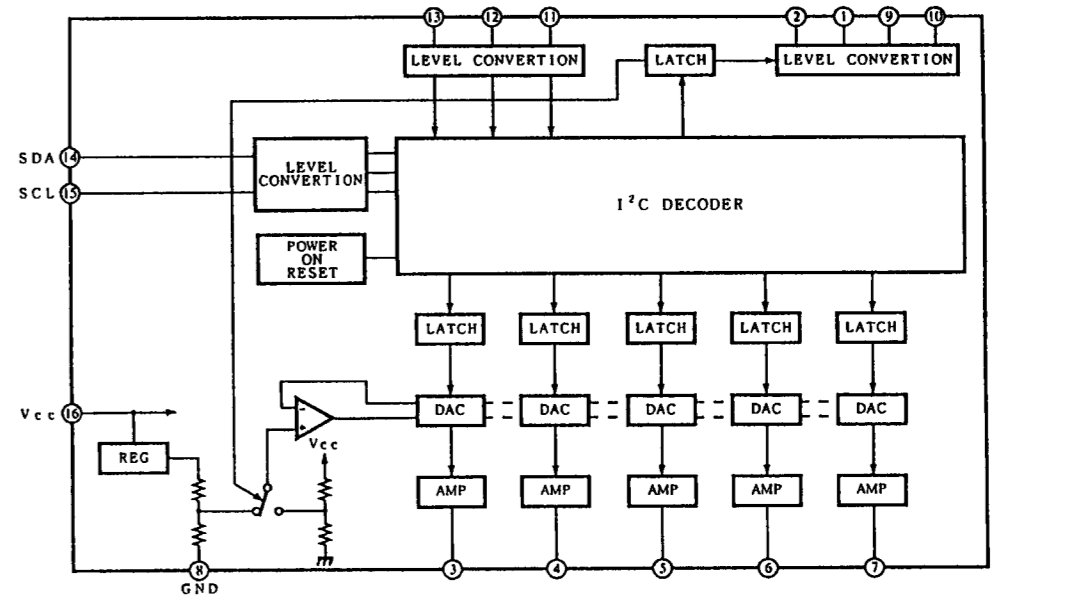 13 12 11 2 1 9 10
LEVEL CONVERTION LATCH LEVEL CONVERTION
SDA 14
SCL 15
LEVEL
CONVERTION
I²C DECODER
POWER
ON
RESET
LATCH LATCH LATCH LATCH LATCH
Vcc 16
DAC DAC DAC DAC DAC
- +
Vcc
REG
AMP AMP AMP AMP AMP
8 3 4 5 6 7
GND